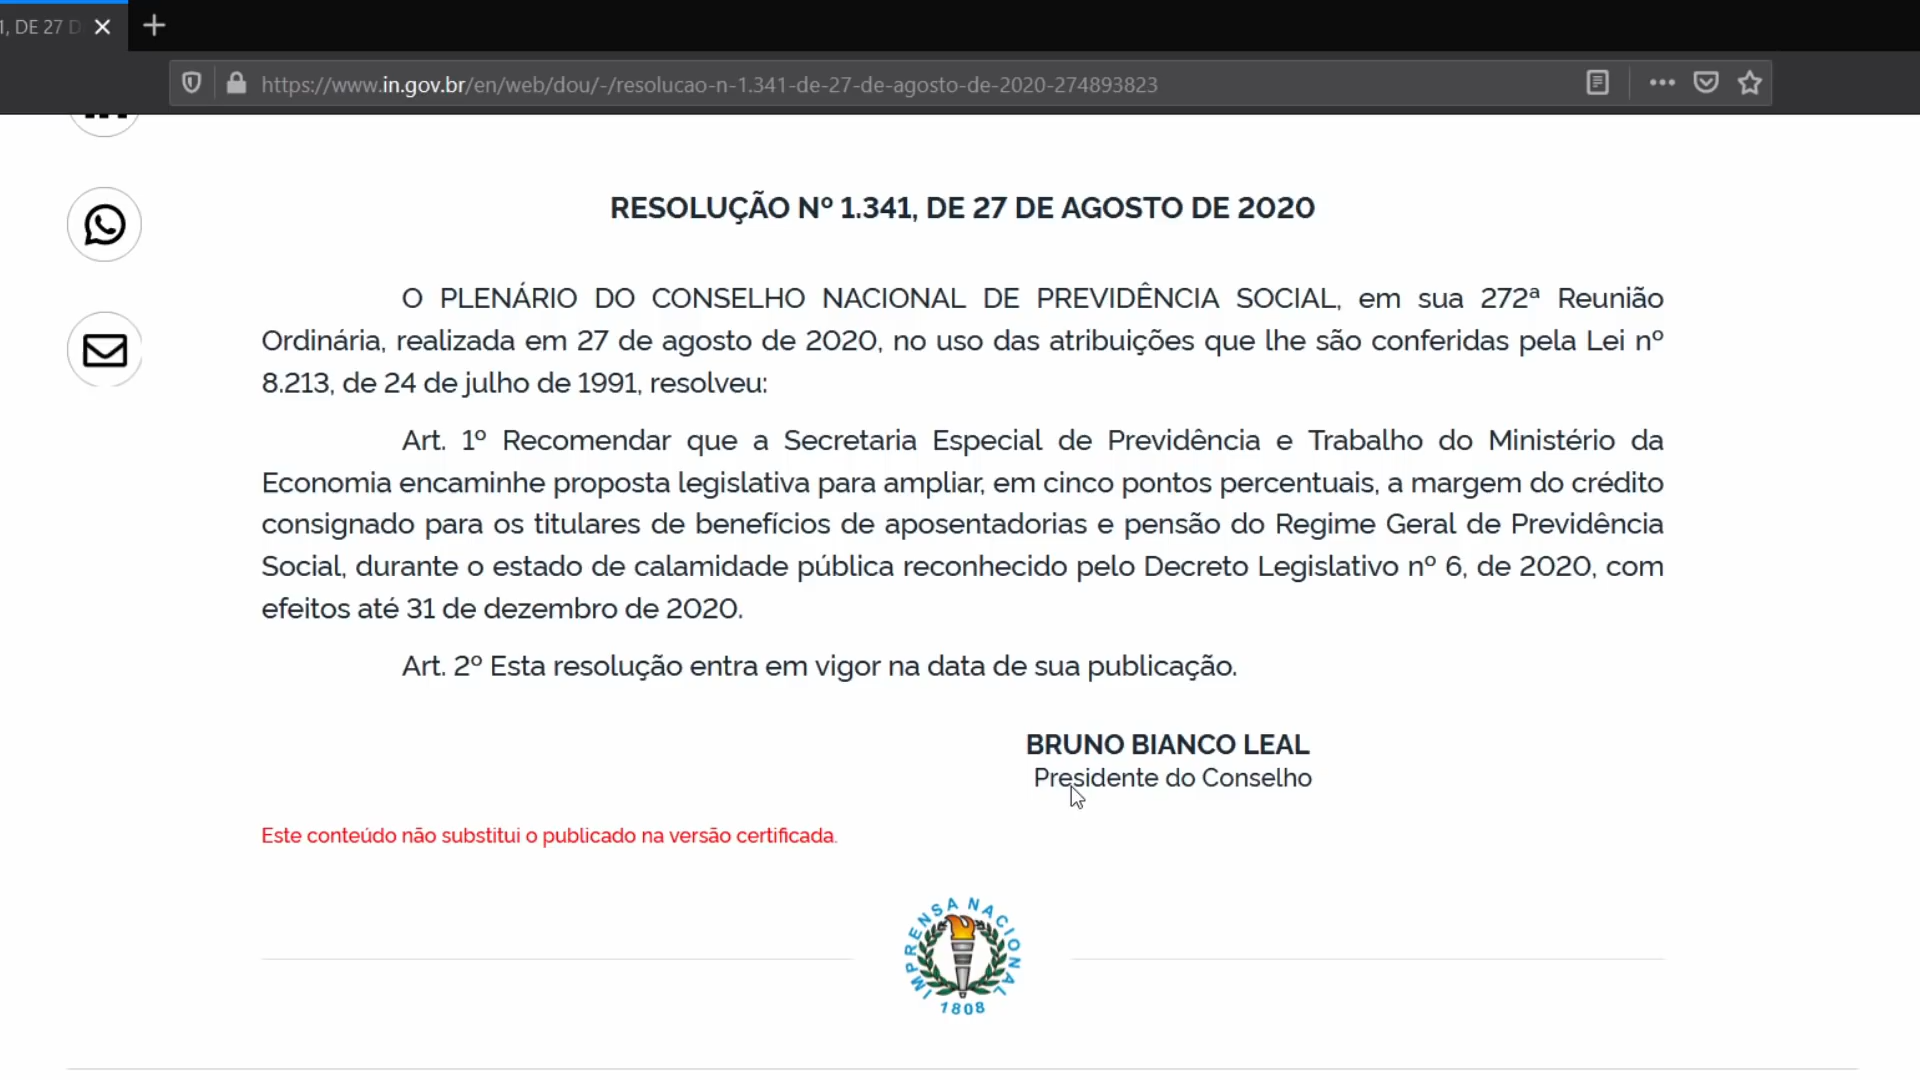 1, DE 27 D
https://www.in.gov.br/en/web/dou/-/resolucao-n-1.341-de-27-de-agosto-de-2020-274893823
RESOLUÇÃO Nº 1.341, DE 27 DE AGOSTO DE 2020
O PLENÁRIO DO CONSELHO NACIONAL DE PREVIDÊNCIA SOCIAL, em sua 272ª Reunião
Ordinária, realizada em 27 de agosto de 2020, no uso das atribuições que lhe são conferidas pela Lei nº
8.213, de 24 de julho de 1991, resolveu:
Art. 1º Recomendar que a Secretaria Especial de Previdência e Trabalho do Ministério da
Economia encaminhe proposta legislativa para ampliar, em cinco pontos percentuais, a margem do crédito
consignado para os titulares de benefícios de aposentadorias e pensão do Regime Geral de Previdência
Social, durante o estado de calamidade pública reconhecido pelo Decreto Legislativo nº 6, de 2020, com
efeitos até 31 de dezembro de 2020.
Art. 2º Esta resolução entra em vigor na data de sua publicação.
BRUNO BIANCO LEAL
Presidente do Conselho
Este conteúdo não substitui o publicado na versão certificada.
IMPRENSA NACIONAL
1808